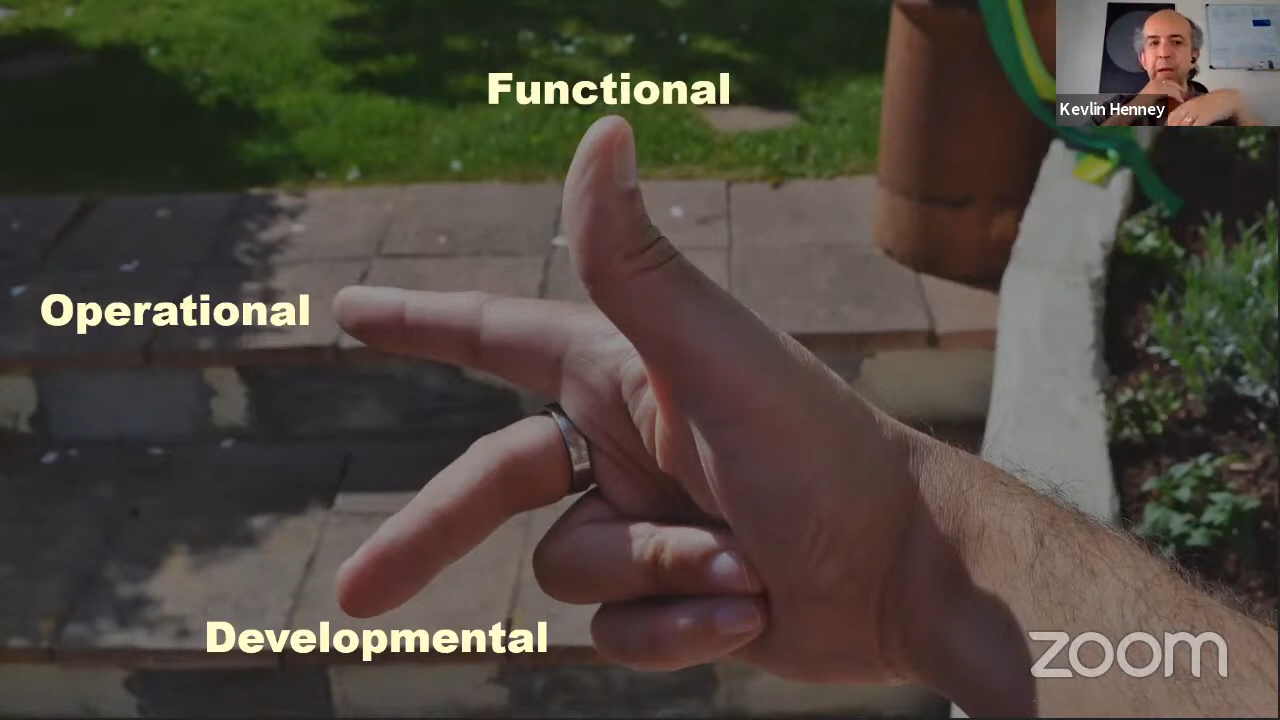 Functional
Kevlin Henney
Operational
Developmental
zoom